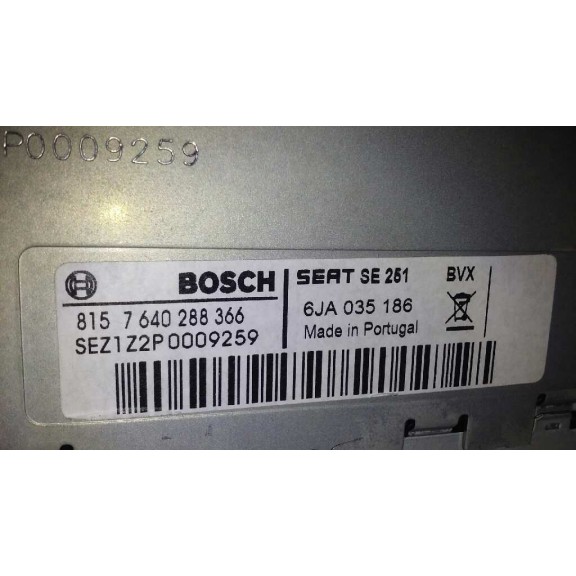 P0009259
BOSCH
815 7 640 288 366
SEZ1Z2P0009259
SEAT SE 251 BVX
6JA 035 186
Made in Portugal